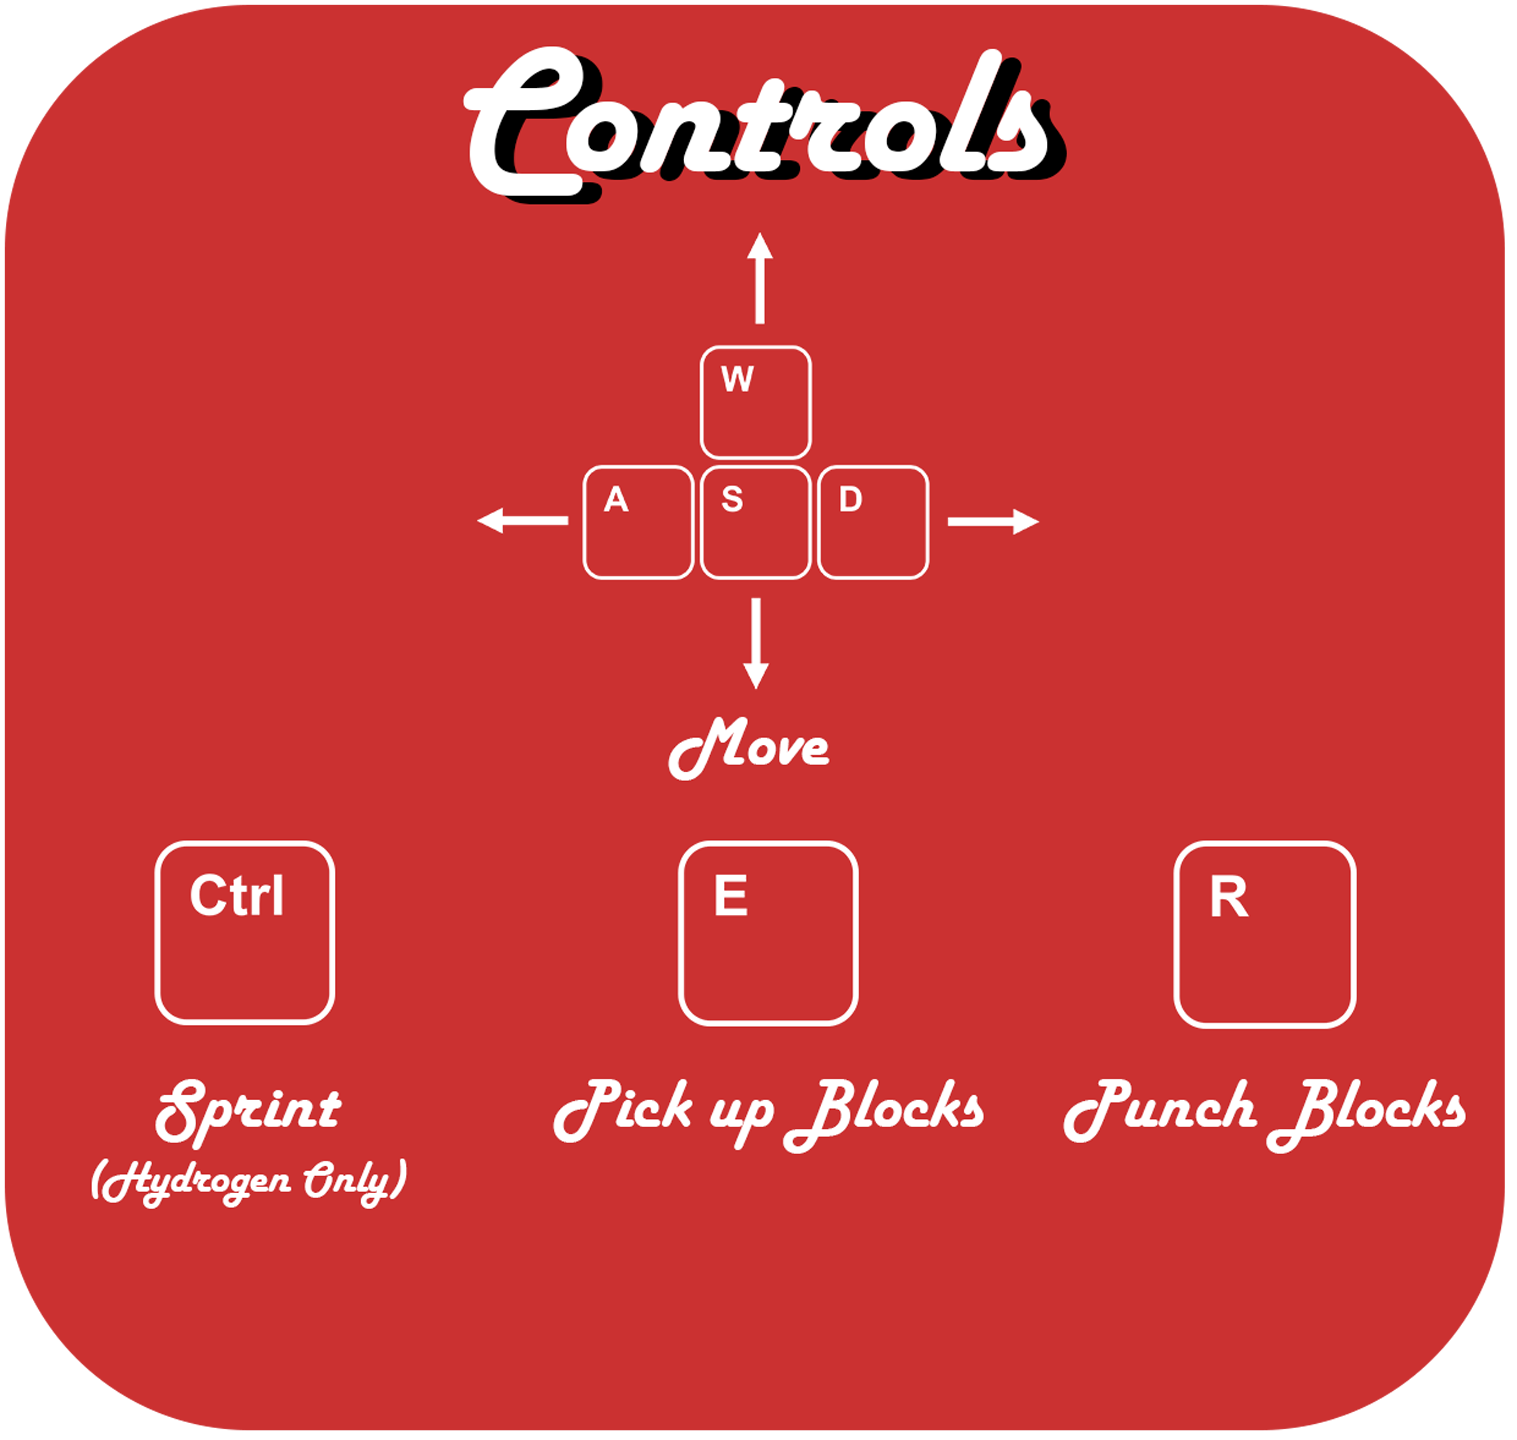 Controls
W
A S D
Move
Ctrl E R
Sprint Pick up Blocks Punch Blocks
(Hydrogen Only)